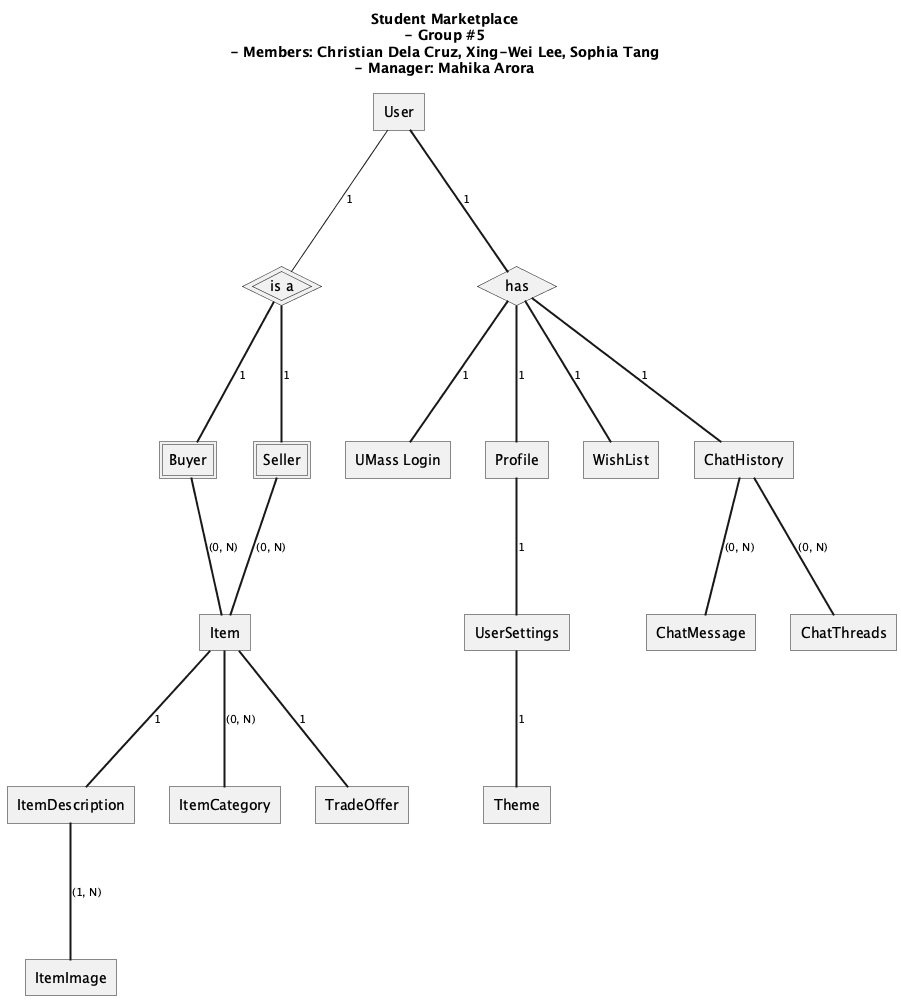 Student Marketplace
- Group #5
- Members: Christian Dela Cruz, Xing-Wei Lee, Sophia Tang
- Manager: Mahika Arora
User
1
1
is a
has
1
1
1
1
1
1
Buyer
Seller
UMass Login
Profile
WishList
ChatHistory
(0, N)
(0, N)
1
(0, N)
(0, N)
Item
UserSettings
ChatMessage
ChatThreads
1
(0, N)
1
1
ItemDescription
ItemCategory
TradeOffer
Theme
(1, N)
ItemImage